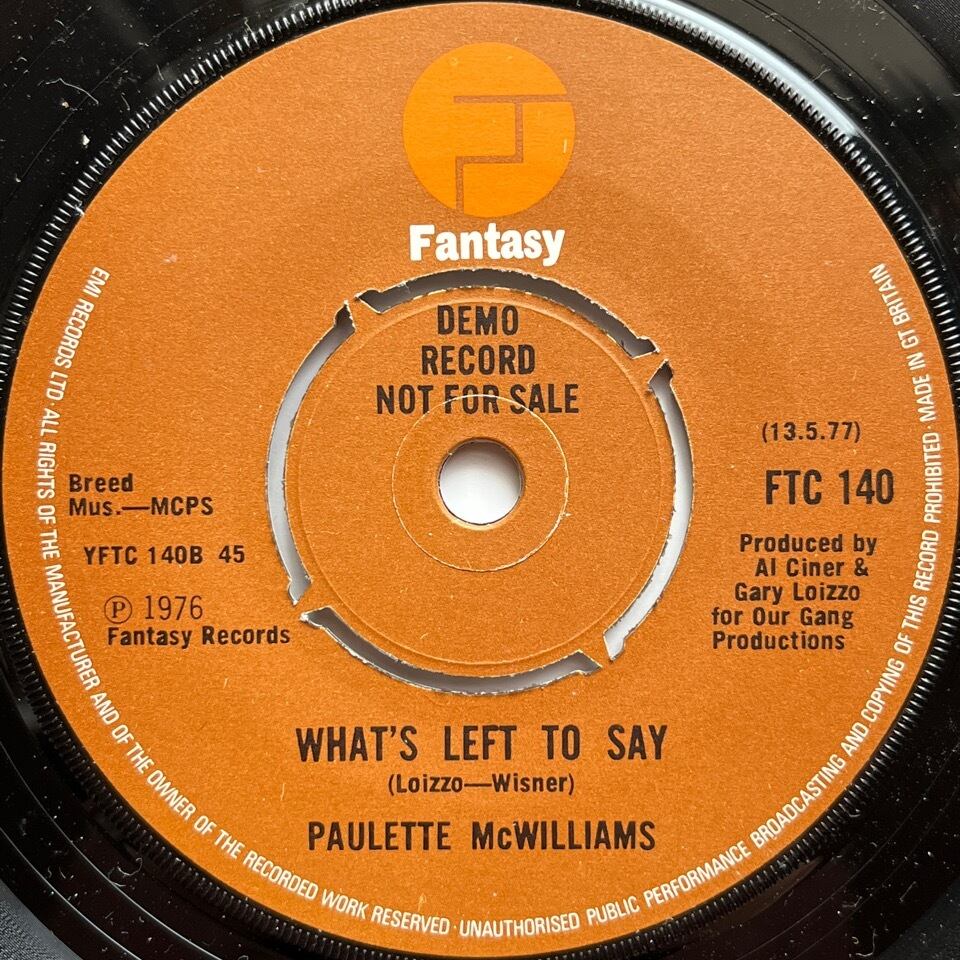 Fantasy
DEMO
RECORD
NOT FOR SALE
(13.5.77)
FTC 140
Breed
Mus.—MCPS
YFTC 140B 45
Ⓟ 1976
Fantasy Records
Produced by
Al Ciner &
Gary Loizzo
for Our Gang
Productions
WHAT'S LEFT TO SAY
(Loizzo—Wisner)
PAULETTE McWILLIAMS
EMI RECORDS LTD · ALL RIGHTS OF THE MANUFACTURER AND OF THE OWNER OF THE RECORDED WORK RESERVED · UNAUTHORISED PUBLIC PERFORMANCE BROADCASTING AND COPYING OF THIS RECORD PROHIBITED · MADE IN GT BRITAIN